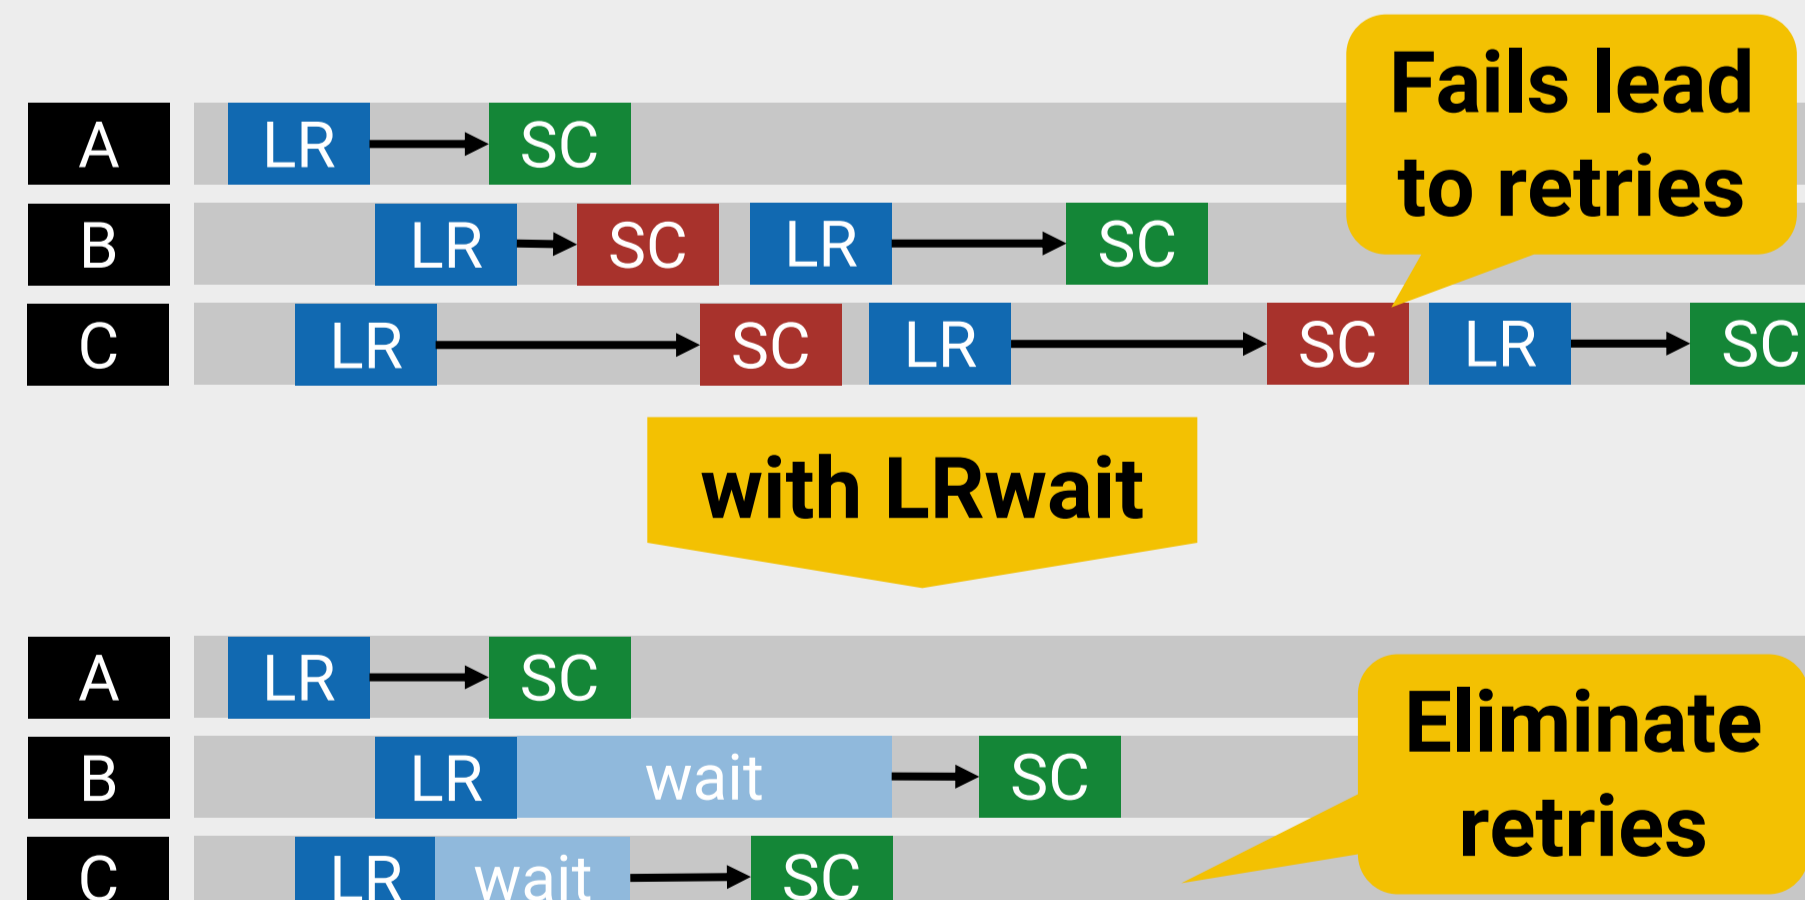 A LR SC
B LR SC LR SC
C LR SC LR SC LR SC
Fails lead
to retries
with LRwait
A LR SC
B LR wait SC
C LR wait SC
Eliminate
retries